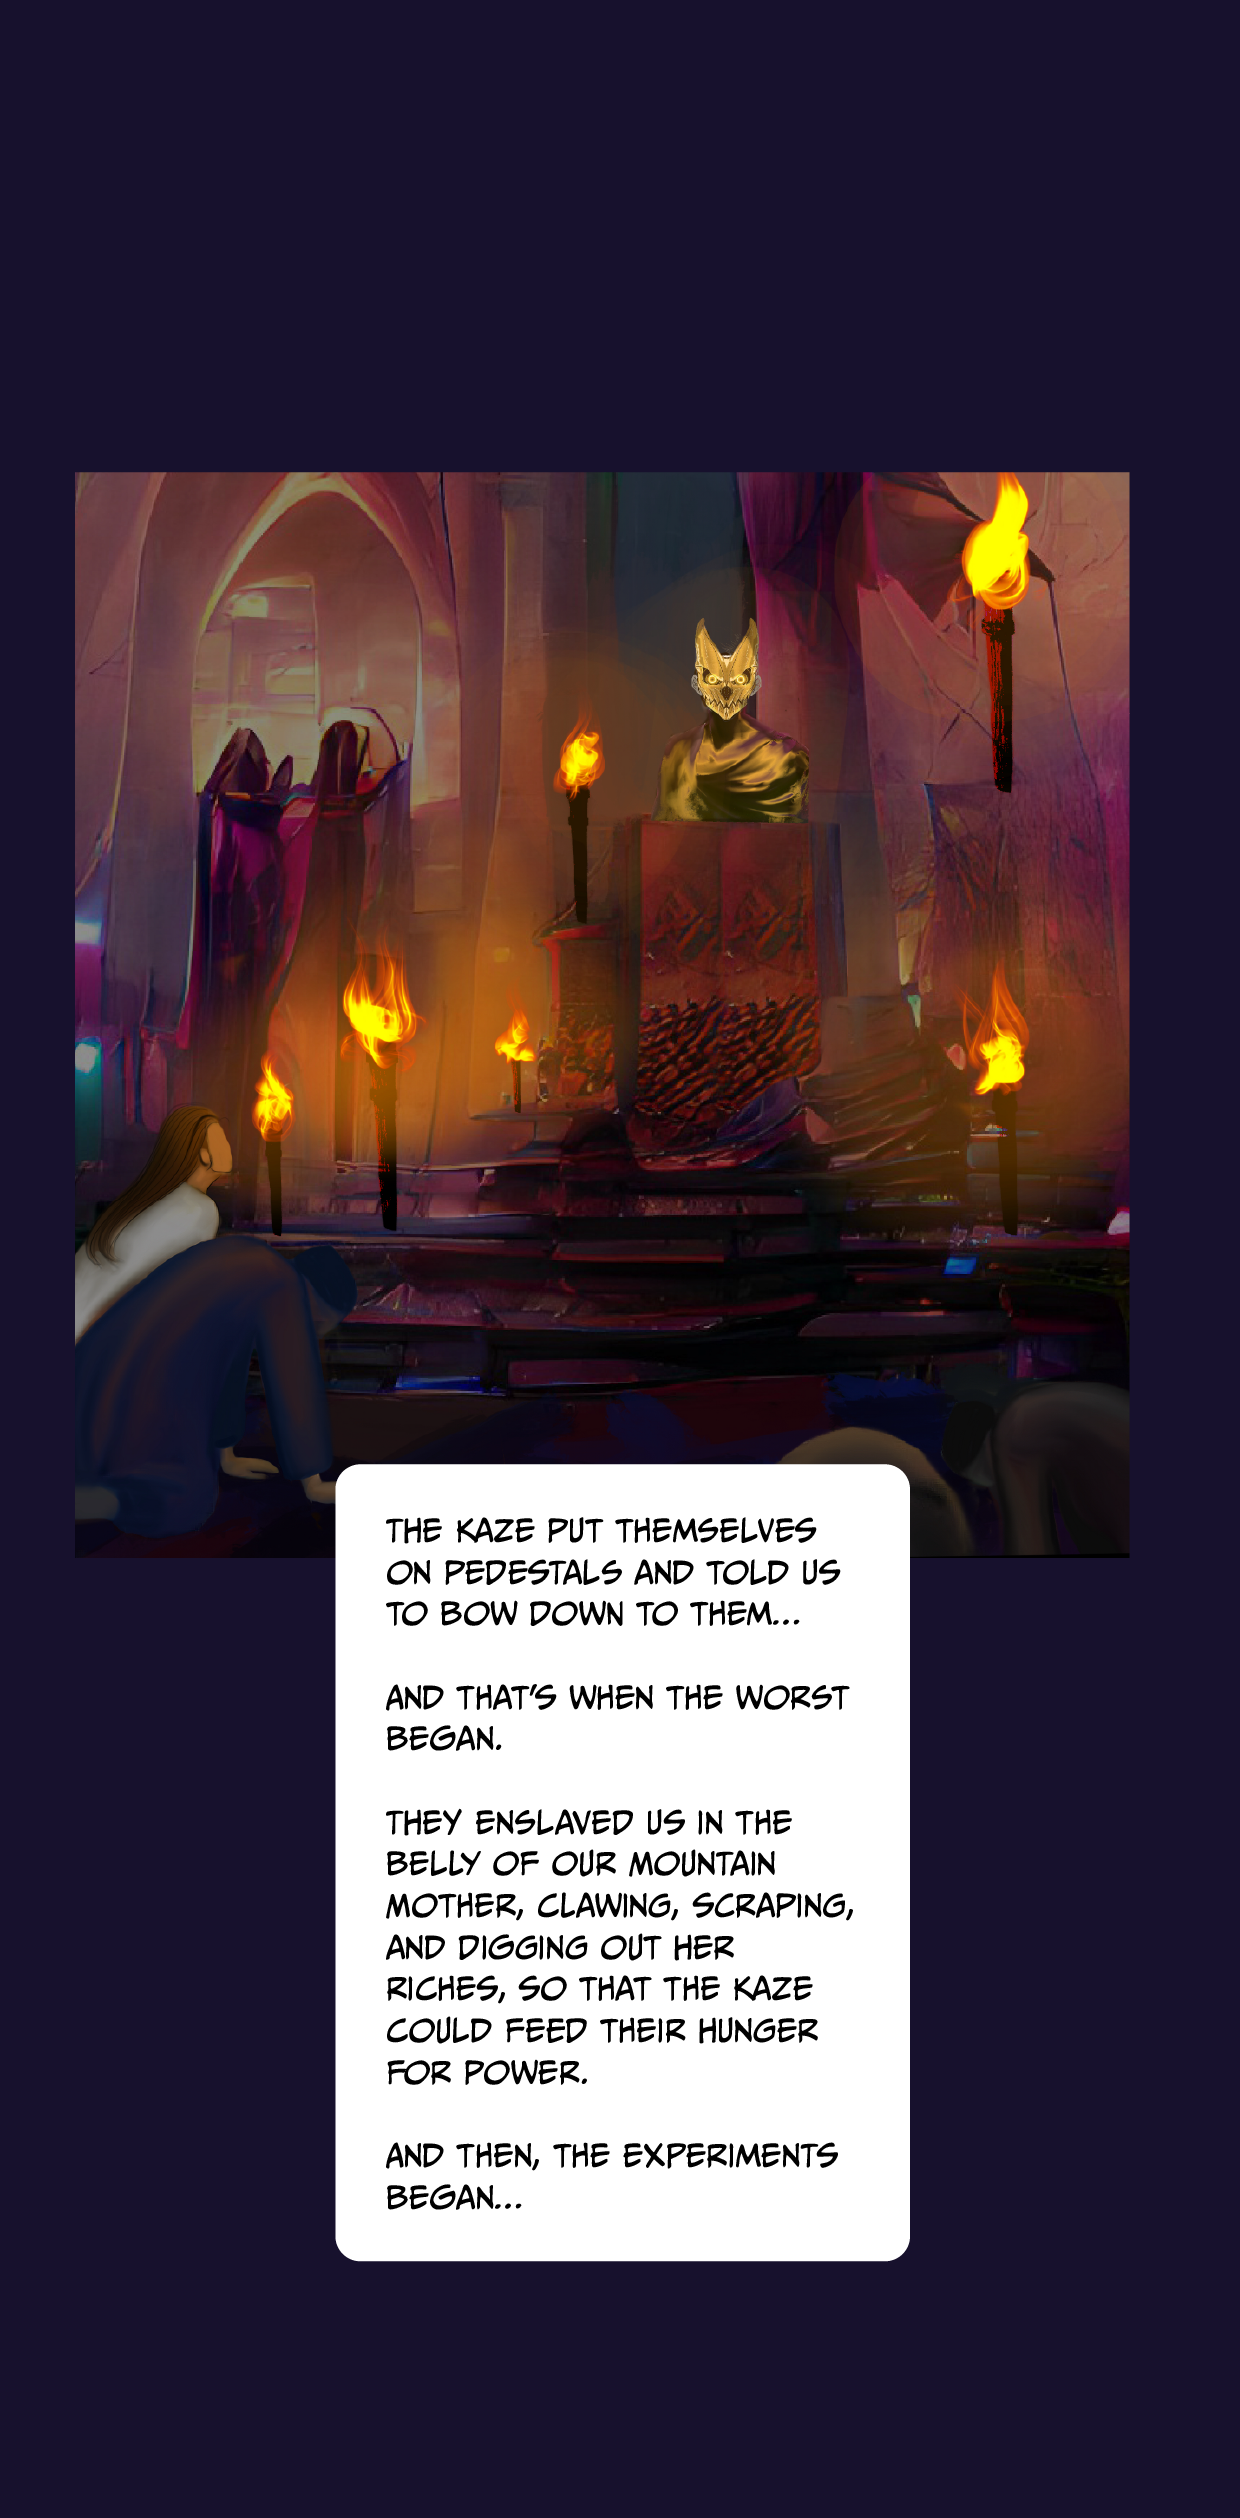 THE KAZE PUT THEMSELVES
ON PEDESTALS AND TOLD US
TO BOW DOWN TO THEM...
AND THAT'S WHEN THE WORST
BEGAN.
THEY ENSLAVED US IN THE
BELLY OF OUR MOUNTAIN
MOTHER, CLAWING, SCRAPING,
AND DIGGING OUT HER
RICHES, SO THAT THE KAZE
COULD FEED THEIR HUNGER
FOR POWER.
AND THEN, THE EXPERIMENTS
BEGAN...